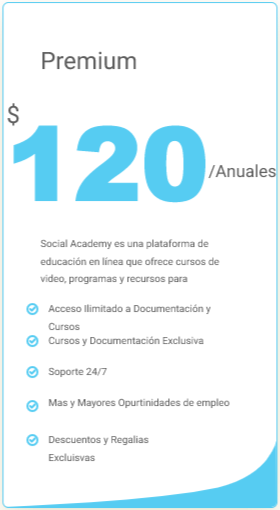 Premium
$
120
/Anuales
Social Academy es una plataforma de
educación en línea que ofrece cursos de
video, programas y recursos para
Acceso Ilimitado a Documentación y
Cursos
Cursos y Documentación Exclusiva
Soporte 24/7
Mas y Mayores Opurtinidades de empleo
Descuentos y Regalias
Excluisvas